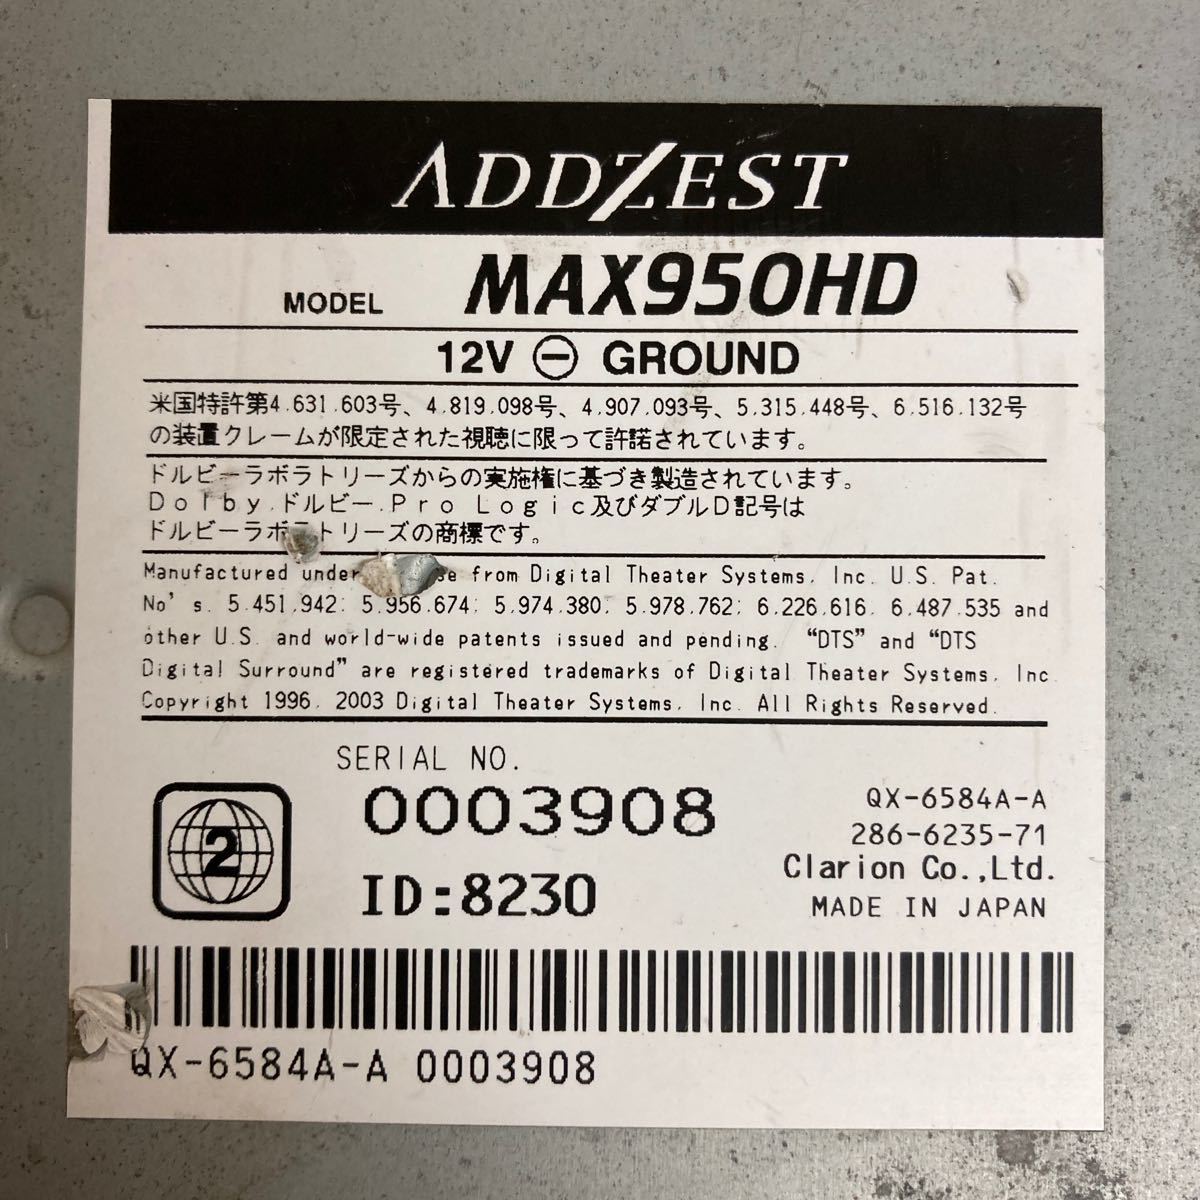 ADDZEST
MODEL MAX950HD
12V ⊖ GROUND
米国特許第4,631,603号、4,819,098号、4,907,093号、5,315,448号、6,516,132号
の装置クレームが限定された視聴に限って許諾されています。
ドルビーラボラトリーズからの実施権に基づき製造されています。
Dolby,ドルビー,Pro Logic及びダブルD記号は
ドルビーラボラトリーズの商標です。
Manufactured under from Digital Theater Systems, Inc. U.S. Pat.
No's. 5,451,942; 5,956,674; 5,974,380; 5,978,762; 6,226,616; 6,487,535 and
other U.S. and world-wide patents issued and pending. "DTS" and "DTS
Digital Surround" are registered trademarks of Digital Theater Systems, Inc.
Copyright 1996, 2003 Digital Theater Systems, Inc. All Rights Reserved.
SERIAL NO.
0003908
ID:8230
2
QX-6584A-A
286-6235-71
Clarion Co.,Ltd.
MADE IN JAPAN
QX-6584A-A 0003908